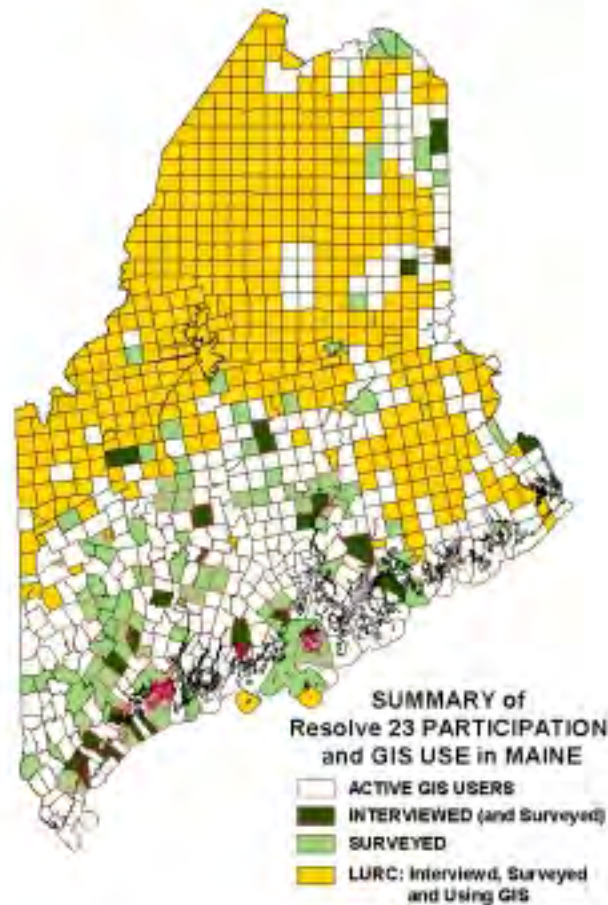 SUMMARY of
Resolve 23 PARTICIPATION
and GIS USE in MAINE
ACTIVE GIS USERS
INTERVIEWED (and Surveyed)
SURVEYED
LURC: Interviewd, Surveyed
and Using GIS